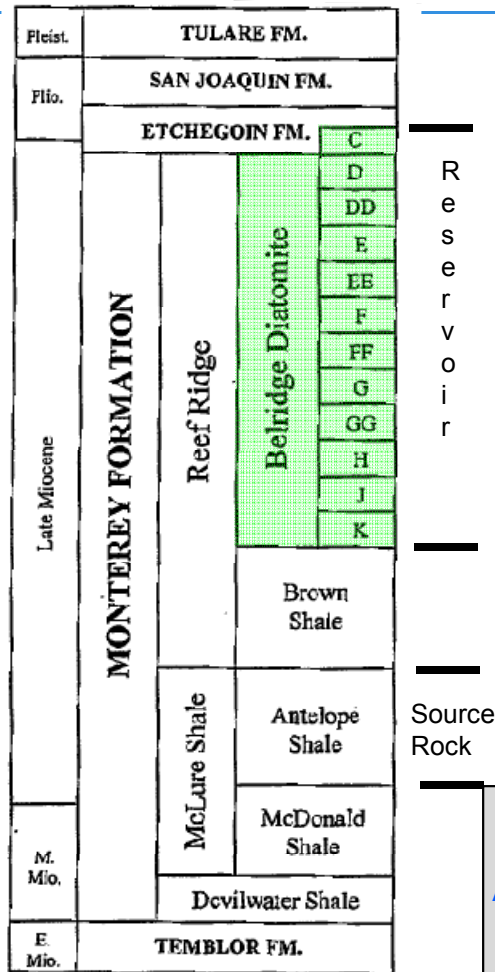 Pleist.
TULARE FM.
Plio.
SAN JOAQUIN FM.
ETCHEGOIN FM.
C
Late Miocene
MONTEREY FORMATION
Reef Ridge
Belridge Diatomite
D
DD
E
EE
F
FF
G
GG
H
J
K
Reservoir
Brown
Shale
McLure Shale
Antelope
Shale
Source
Rock
McDonald
Shale
M.
Mio.
Devilwater Shale
E.
Mio.
TEMBLOR FM.